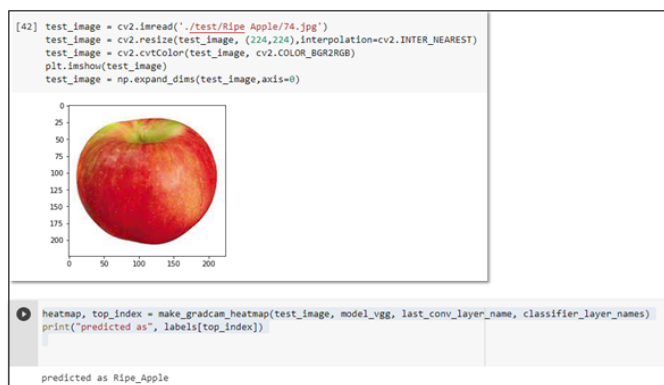 [42] test_image = cv2.imread('./test/Ripe Apple/74.jpg')
test_image = cv2.resize(test_image, (224,224),interpolation=cv2.INTER_NEAREST)
test_image = cv2.cvtColor(test_image, cv2.COLOR_BGR2RGB)
plt.imshow(test_image)
test_image = np.expand_dims(test_image,axis=0)
0
25
50
75
100
125
150
175
200
0 50 100 150 200
heatmap, top_index = make_gradcam_heatmap(test_image, model_vgg, last_conv_layer_name, classifier_layer_names)
print("predicted as", labels[top_index])
predicted as Ripe_Apple